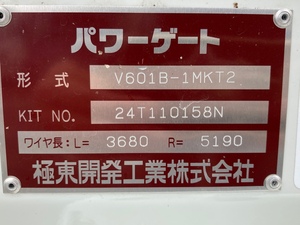 パワーゲート
形式 V601B-1MKT2
KIT NO. 24T110158N
ワイヤ長:L= 3680 R= 5190
極東開発工業株式会社